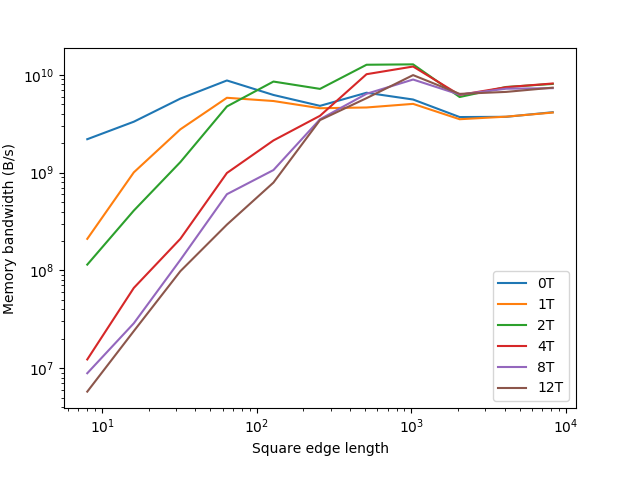 Memory bandwidth (B/s)
10¹⁰
10⁹
10⁸
10⁷
10¹
10²
10³
10⁴
Square edge length
0T
1T
2T
4T
8T
12T